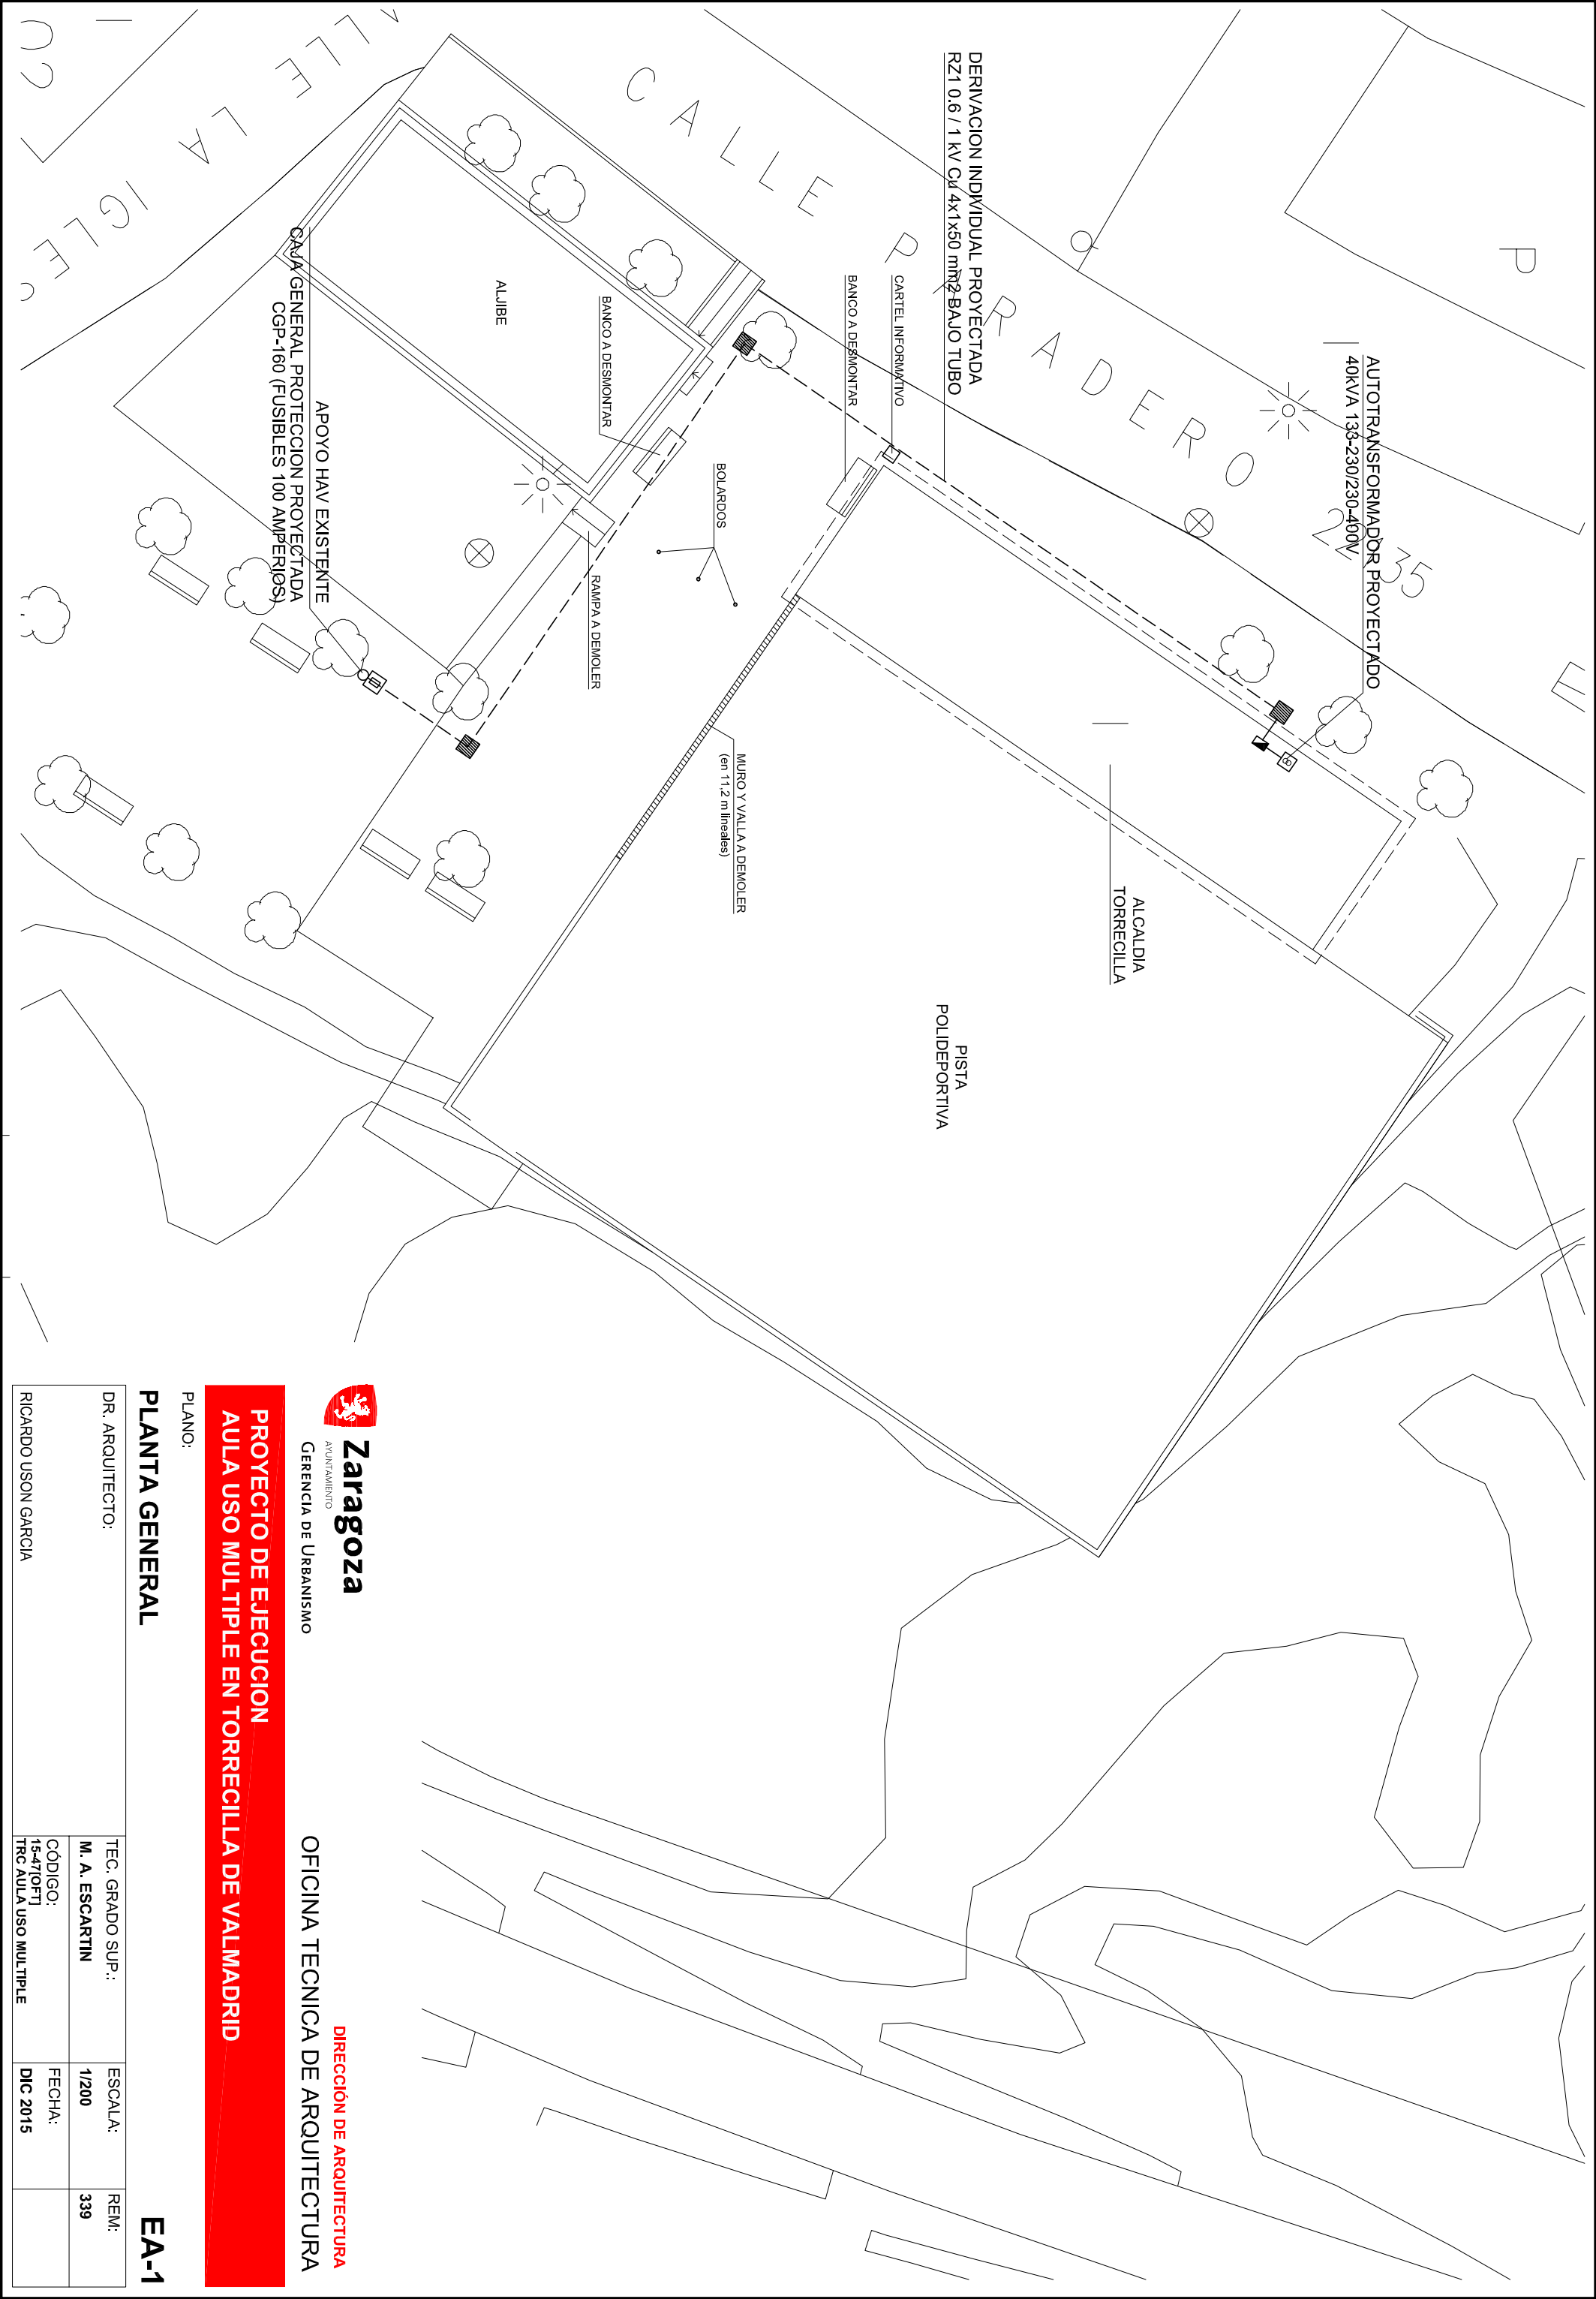 CALLE PARADERO
LLE LA IGLE
P
22.35
DERIVACION INDIVIDUAL PROYECTADA
RZ1 0.6 / 1 kV Cu 4x1x50 mm2 BAJO TUBO
AUTOTRANSFORMADOR PROYECTADO
40kVA 133-230/230-400V
CARTEL INFORMATIVO
BANCO A DESMONTAR
BOLARDOS
BANCO A DESMONTAR
RAMPA A DEMOLER
ALJIBE
APOYO HAV EXISTENTE
CAJA GENERAL PROTECCION PROYECTADA
CGP-160 (FUSIBLES 100 AMPERIOS)
MURO Y VALLA A DEMOLER
(en 11,2 m lineales)
ALCALDIA
TORRECILLA
PISTA
POLIDEPORTIVA
Zaragoza
AYUNTAMIENTO
GERENCIA DE URBANISMO
DIRECCIÓN DE ARQUITECTURA
OFICINA TECNICA DE ARQUITECTURA
PROYECTO DE EJECUCION
AULA USO MULTIPLE EN TORRECILLA DE VALMADRID
PLANO:
PLANTA GENERAL
EA-1
DR. ARQUITECTO:
RICARDO USON GARCIA
TEC. GRADO SUP.:
M. A. ESCARTIN
CÓDIGO:
15-47[OFT]
TRC AULA USO MULTIPLE
ESCALA:
1/200
FECHA:
DIC 2015
REM:
339